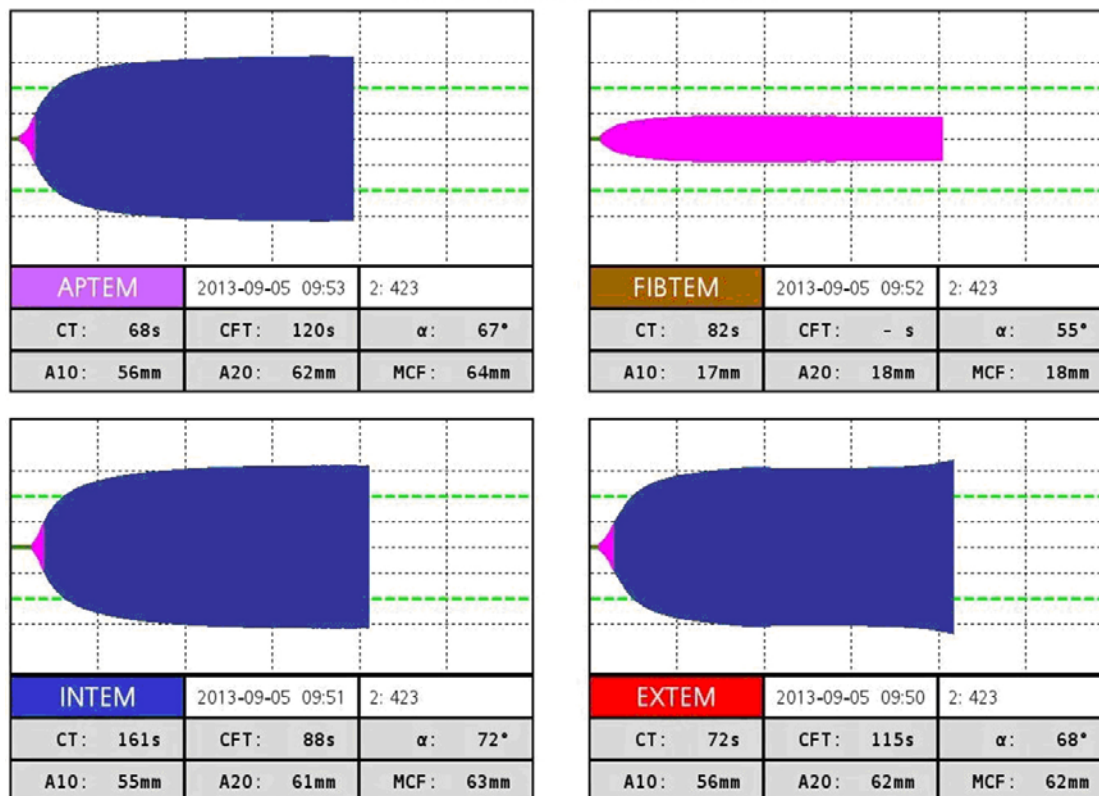 APTEM 2013-09-05 09:53 2: 423
CT: 68s CFT: 120s α: 67°
A10: 56mm A20: 62mm MCF: 64mm
FIBTEM 2013-09-05 09:52 2: 423
CT: 82s CFT: - s α: 55°
A10: 17mm A20: 18mm MCF: 18mm
INTEM 2013-09-05 09:51 2: 423
CT: 161s CFT: 88s α: 72°
A10: 55mm A20: 61mm MCF: 63mm
EXTEM 2013-09-05 09:50 2: 423
CT: 72s CFT: 115s α: 68°
A10: 56mm A20: 62mm MCF: 62mm